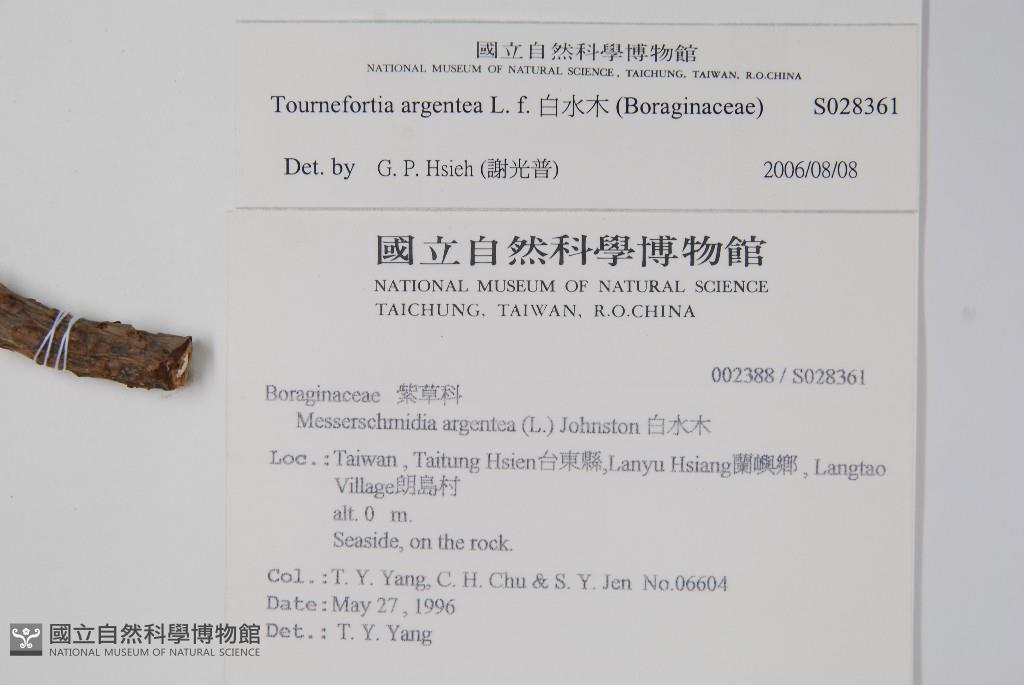 國立自然科學博物館
NATIONAL MUSEUM OF NATURAL SCIENCE, TAICHUNG, TAIWAN, R.O.CHINA
Tournefortia argentea L. f. 白水木 (Boraginaceae) S028361
Det. by G. P. Hsieh (謝光普) 2006/08/08
國立自然科學博物館
NATIONAL MUSEUM OF NATURAL SCIENCE
TAICHUNG, TAIWAN, R.O.CHINA
002388 / S028361
Boraginaceae 紫草科
Messerschmidia argentea (L.) Johnston 白水木
Loc.:Taiwan , Taitung Hsien台東縣,Lanyu Hsiang蘭嶼鄉 , Langtao
Village朗島村
alt. 0 m.
Seaside, on the rock.
Col.:T. Y. Yang, C. H. Chu & S. Y. Jen No.06604
Date:May 27 , 1996
Det.: T. Y. Yang
國立自然科學博物館
NATIONAL MUSEUM OF NATURAL SCIENCE